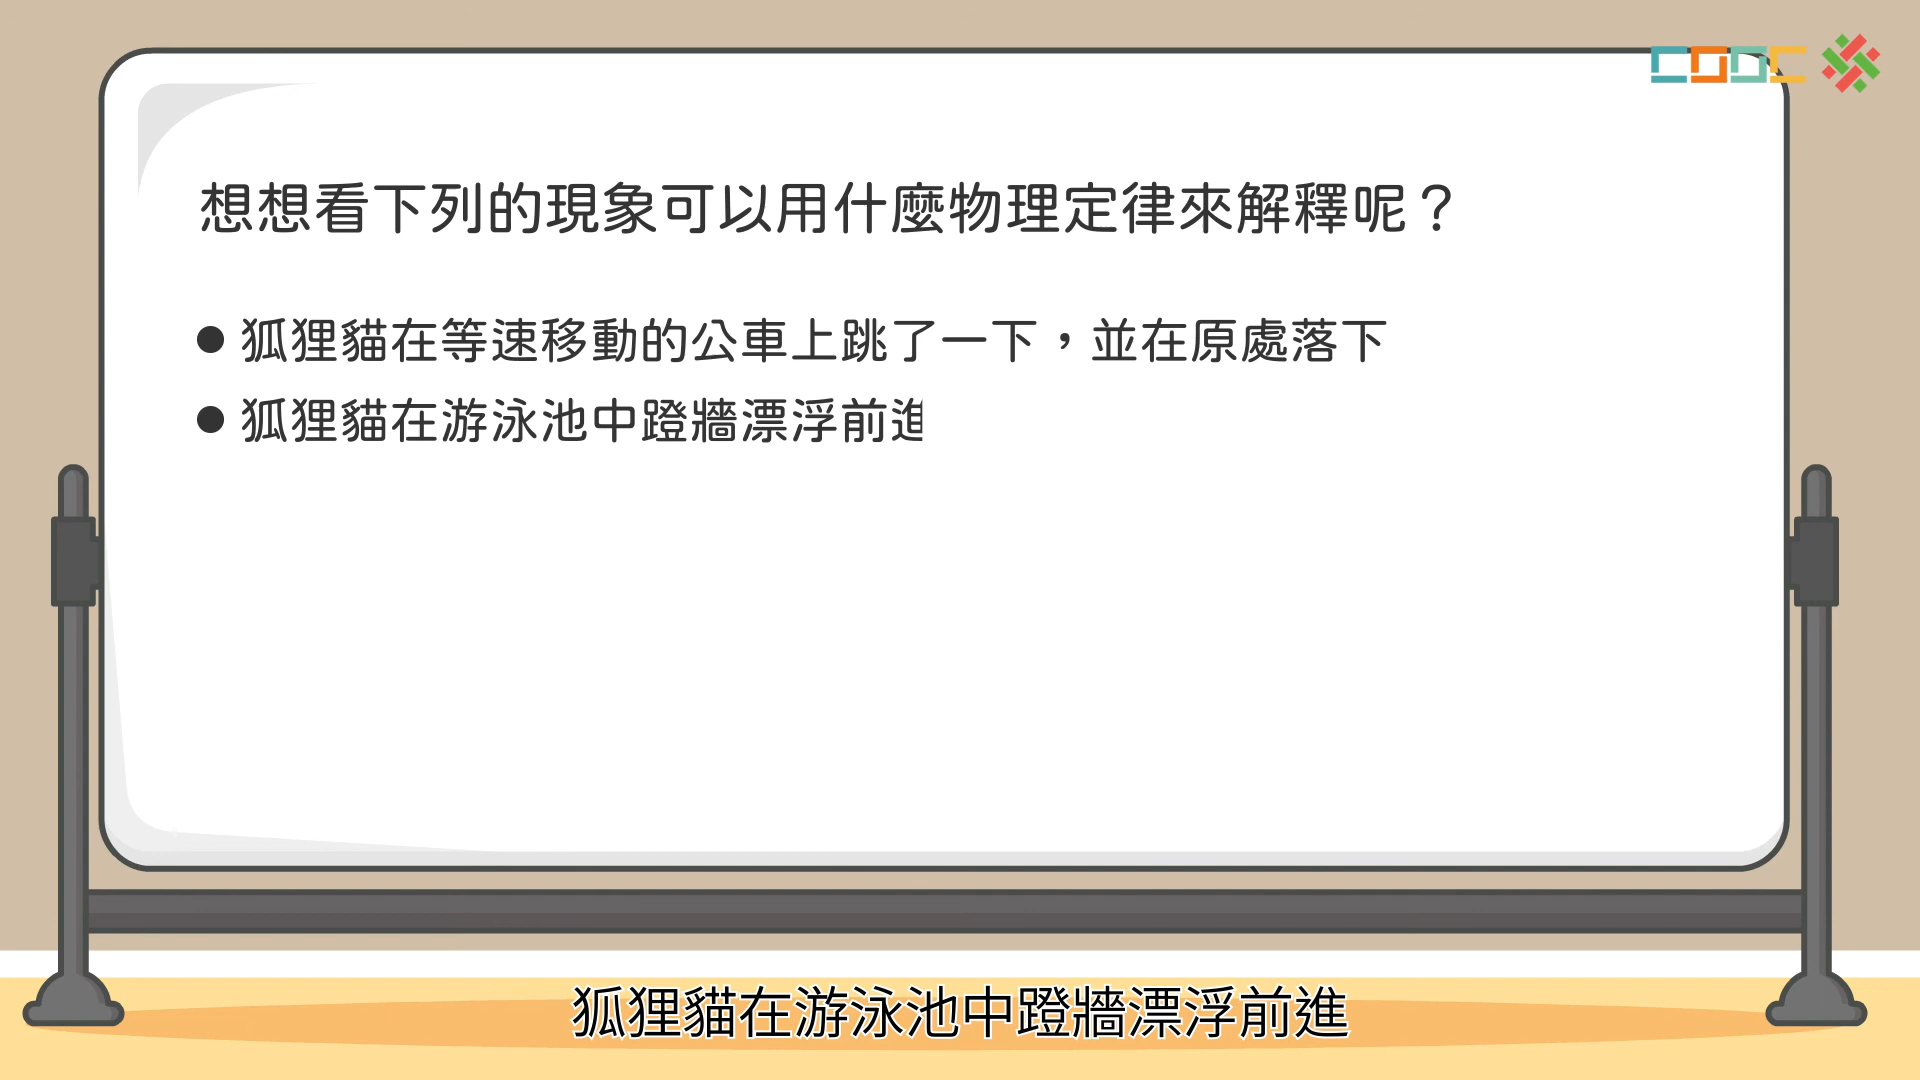 CODC
想想看下列的現象可以用什麼物理定律來解釋呢？
● 狐狸貓在等速移動的公車上跳了一下，並在原處落下
● 狐狸貓在游泳池中蹬牆漂浮前進
狐狸貓在游泳池中蹬牆漂浮前進